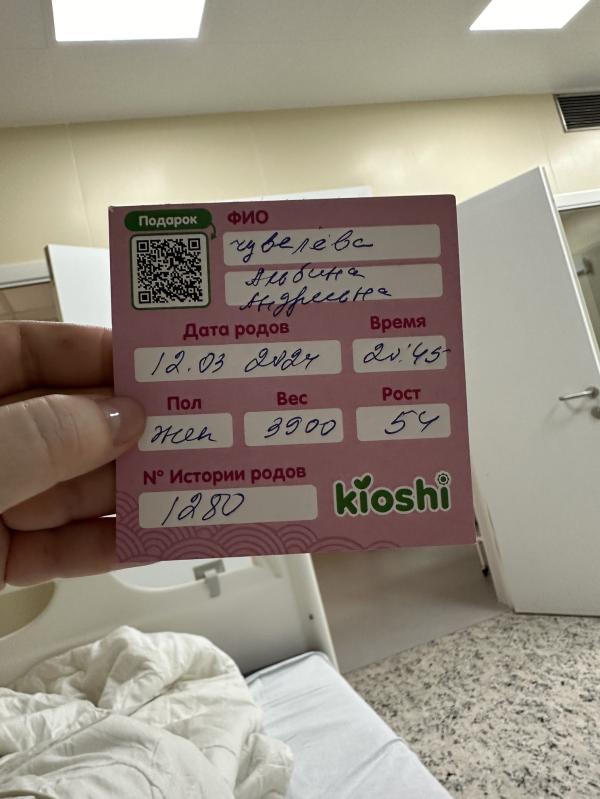 Подарок
ФИО
Чувелёва
Альбина
Андреевна
Дата родов
Время
12.03 2024
20:45
Пол
Вес
Рост
жен
3900
54
N° Истории родов
1280
kioshi